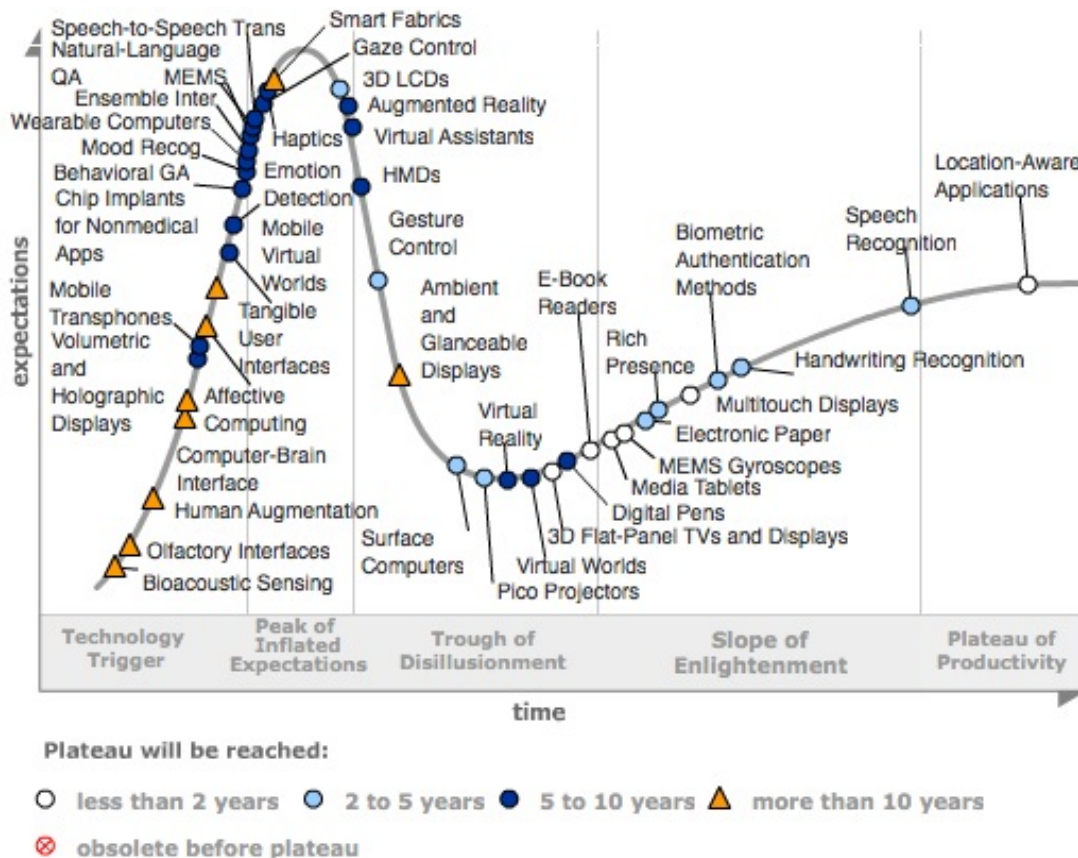 Speech-to-Speech Trans
Natural-Language
QA
MEMS
Ensemble Inter
Wearable Computers
Mood Recog
Behavioral GA
Chip Implants
for Nonmedical
Apps
Mobile
Transphones
Volumetric
and
Holographic
Displays
Smart Fabrics
Gaze Control
3D LCDs
Augmented Reality
Virtual Assistants
Haptics
HMDs
Emotion
Detection
Mobile
Virtual
Worlds
Tangible
User
Interfaces
Affective
Computing
Computer-Brain
Interface
Human Augmentation
Olfactory Interfaces
Bioacoustic Sensing
Gesture
Control
Ambient
and
Glanceable
Displays
Surface
Computers
Virtual
Reality
Pico Projectors
Virtual Worlds
3D Flat-Panel TVs and Displays
Digital Pens
E-Book
Readers
Media Tablets
MEMS Gyroscopes
Electronic Paper
Rich
Presence
Multitouch Displays
Biometric
Authentication
Methods
Handwriting Recognition
Speech
Recognition
Location-Aware
Applications
expectations
Technology
Trigger
Peak of
Inflated
Expectations
Trough of
Disillusionment
Slope of
Enlightenment
Plateau of
Productivity
time
Plateau will be reached:
less than 2 years
2 to 5 years
5 to 10 years
more than 10 years
obsolete before plateau